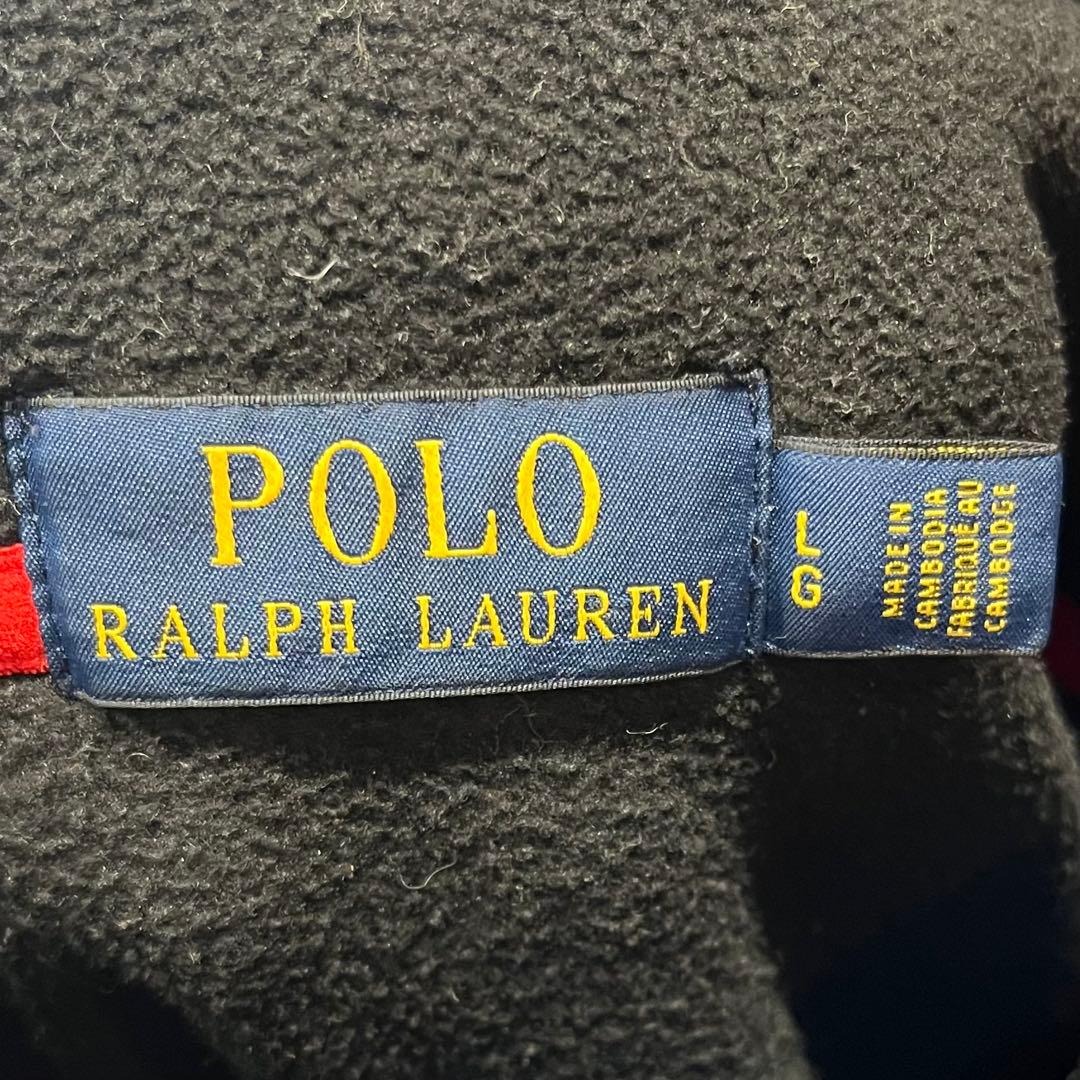 POLO
RALPH LAUREN
L
G
MADE IN
CAMBODIA
FABRIQUÉ AU
CAMBODGE